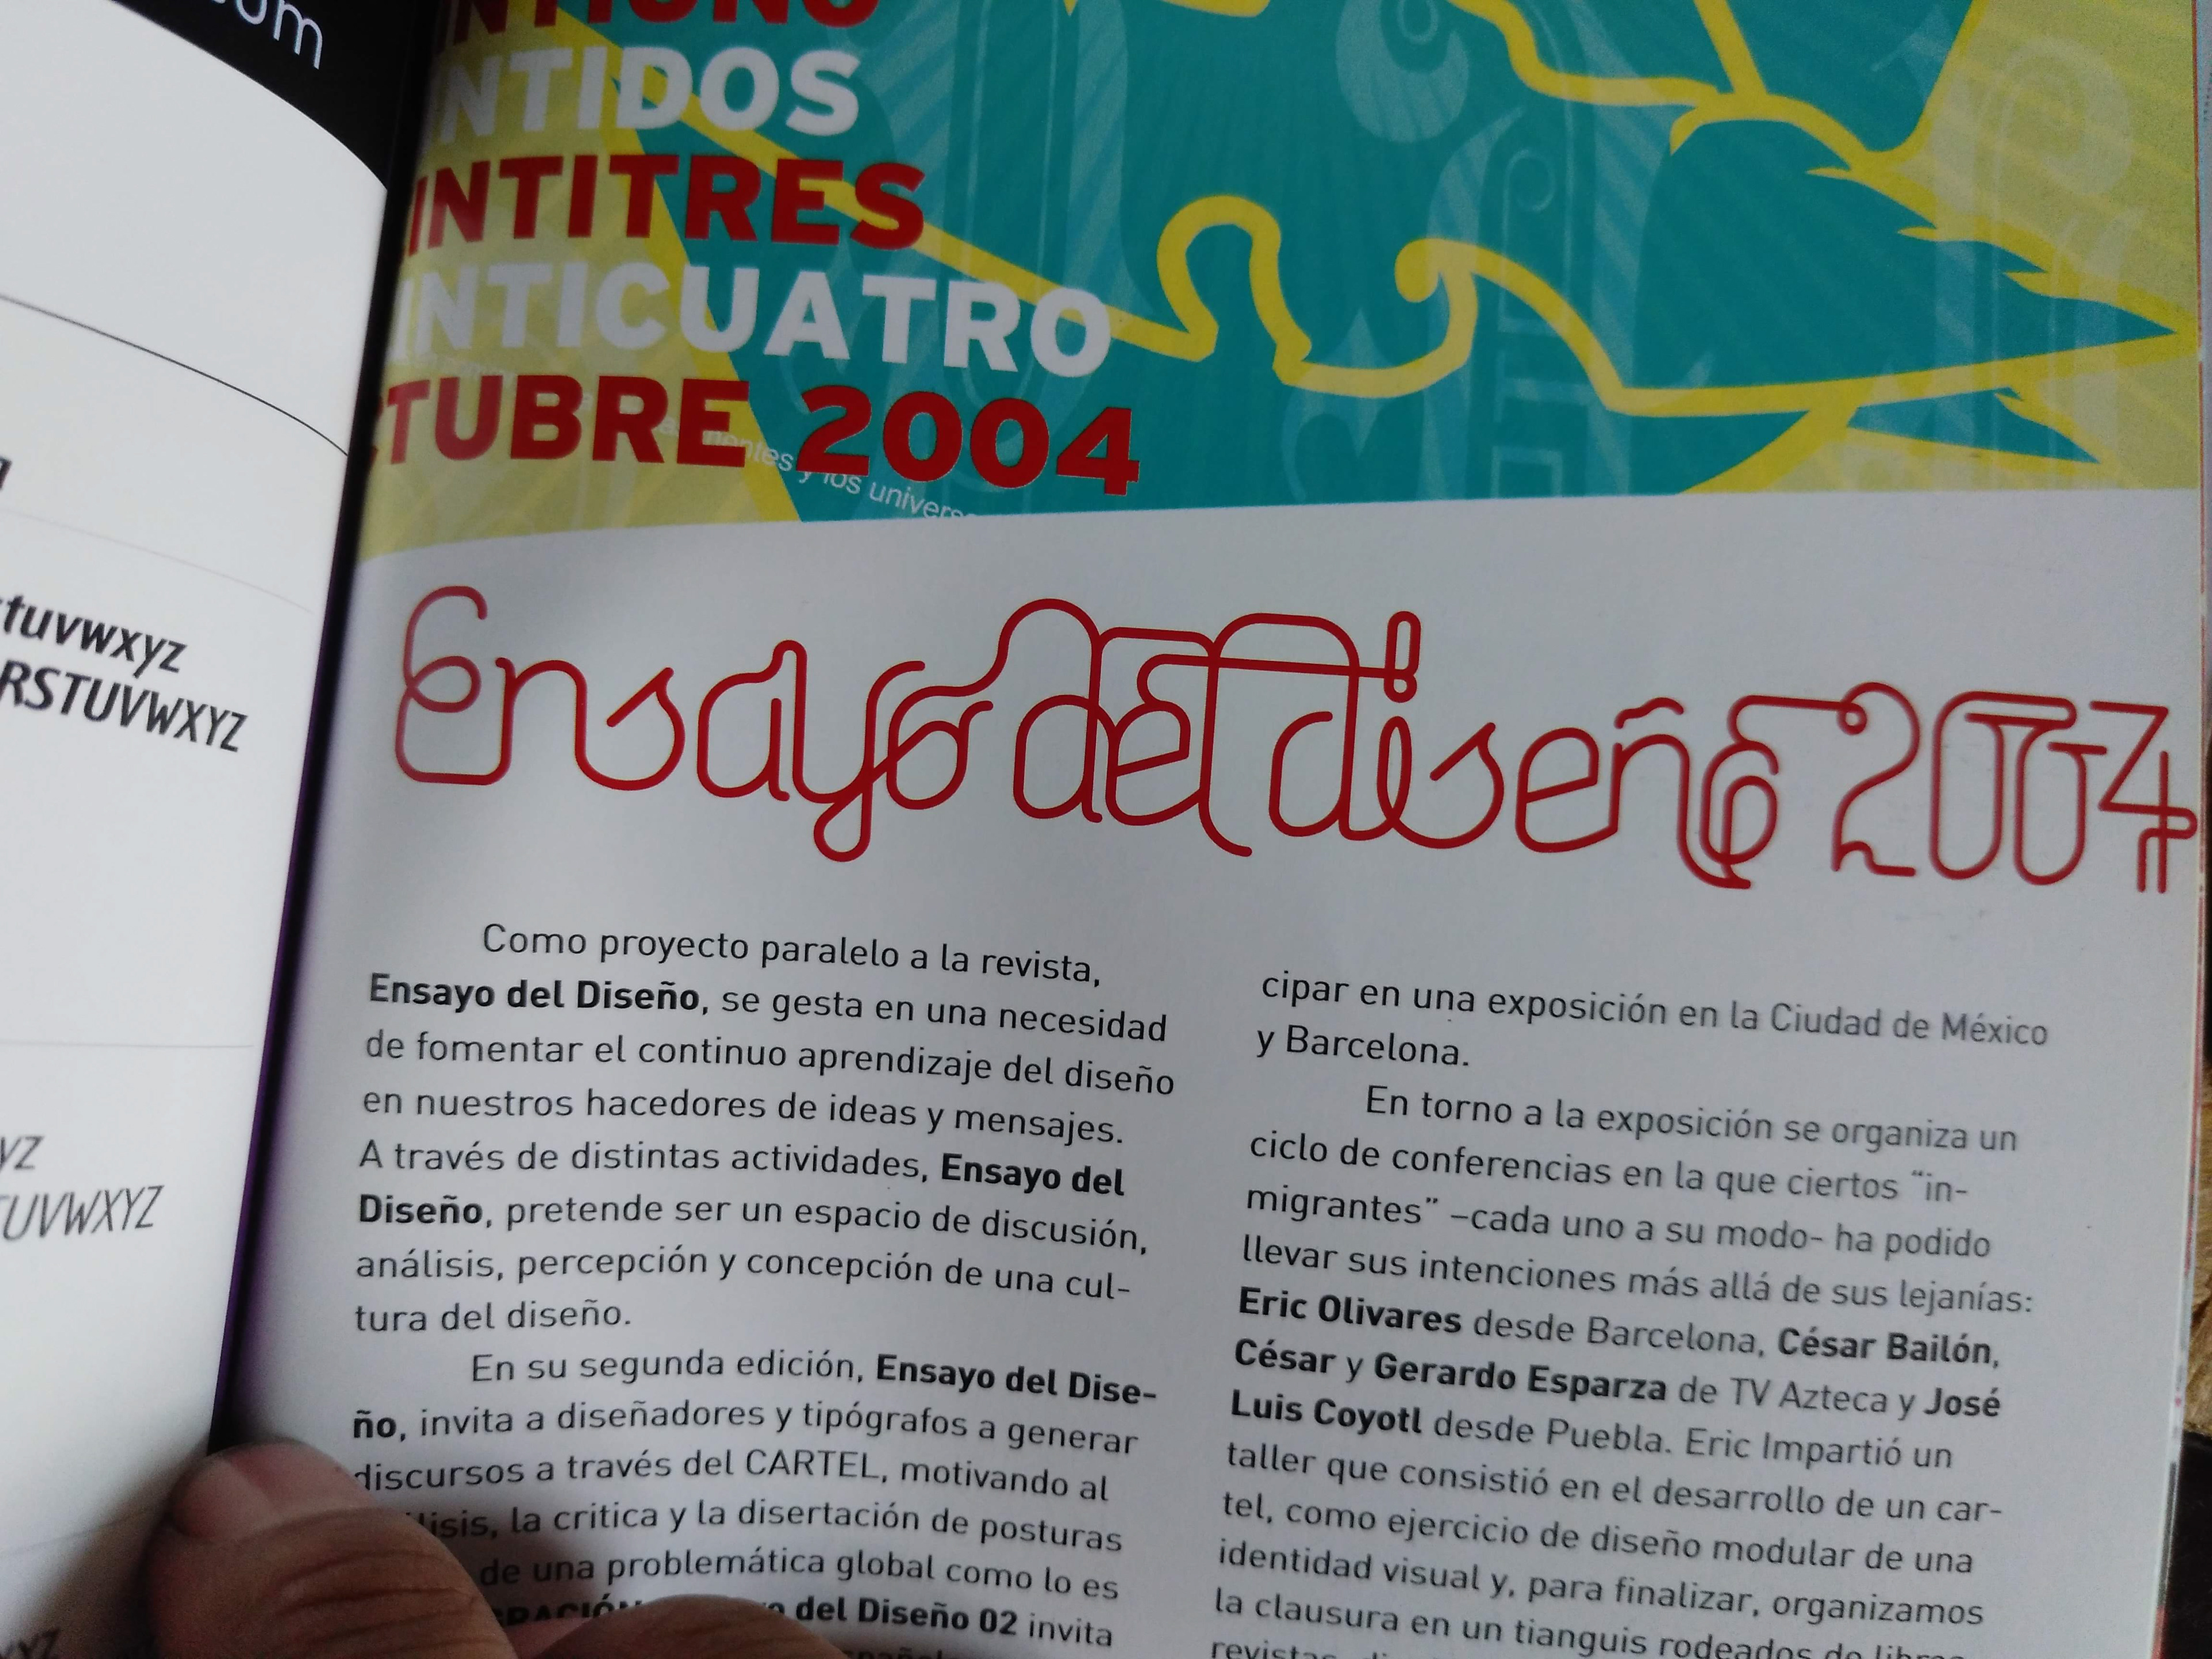 tuvwxyz
RSTUVWXYZ
YZ
TUVWXYZ
NTIDOS
INTITRES
INTICUATRO
CTUBRE 2004
y los univers
Ensayo del diseño 2004
Como proyecto paralelo a la revista,
Ensayo del Diseño, se gesta en una necesidad
de fomentar el continuo aprendizaje del diseño
en nuestros hacedores de ideas y mensajes.
A través de distintas actividades, Ensayo del
Diseño, pretende ser un espacio de discusión,
análisis, percepción y concepción de una cul-
tura del diseño.
En su segunda edición, Ensayo del Dise-
ño, invita a diseñadores y tipógrafos a generar
discursos a través del CARTEL, motivando al
lisis, la critica y la disertación de posturas
de una problemática global como lo es
del Diseño 02 invita
cipar en una exposición en la Ciudad de México
y Barcelona.
En torno a la exposición se organiza un
ciclo de conferencias en la que ciertos “in-
migrantes” –cada uno a su modo- ha podido
llevar sus intenciones más allá de sus lejanías:
Eric Olivares desde Barcelona, César Bailón,
César y Gerardo Esparza de TV Azteca y José
Luis Coyotl desde Puebla. Eric Impartió un
taller que consistió en el desarrollo de un car-
tel, como ejercicio de diseño modular de una
identidad visual y, para finalizar, organizamos
la clausura en un tianguis rodeados de libros